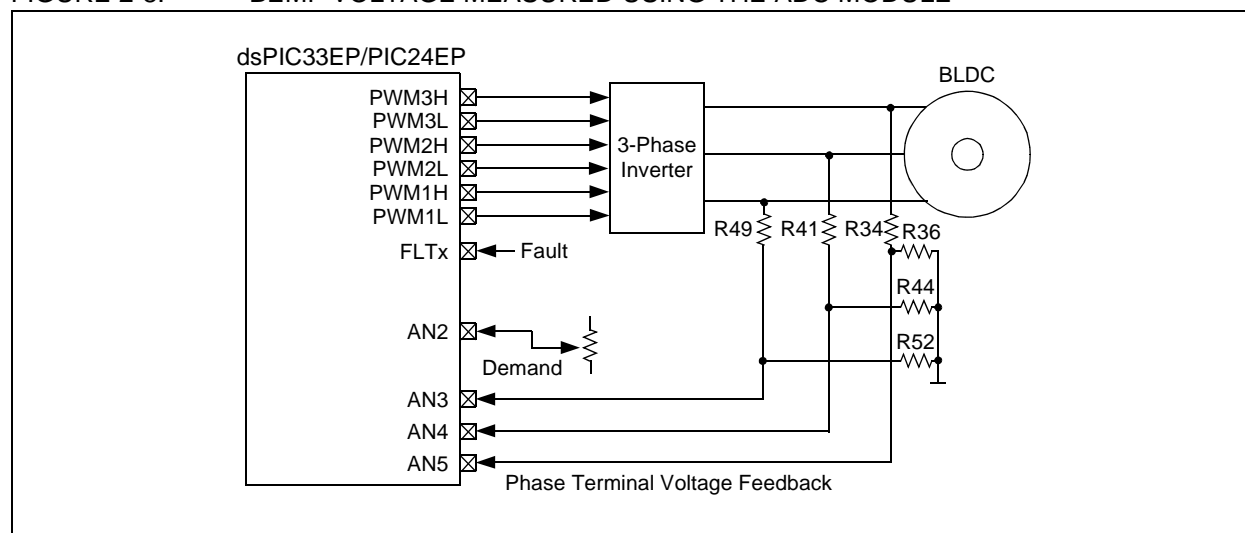 FIGURE 2-6: BEMF VOLTAGE MEASURED USING THE ADC MODULE
dsPIC33EP/PIC24EP
BLDC
PWM3H
PWM3L
PWM2H
PWM2L
PWM1H
PWM1L
3-Phase
Inverter
R49
R41
R34
R36
FLTx
Fault
R44
AN2
R52
Demand
AN3
AN4
AN5
Phase Terminal Voltage Feedback